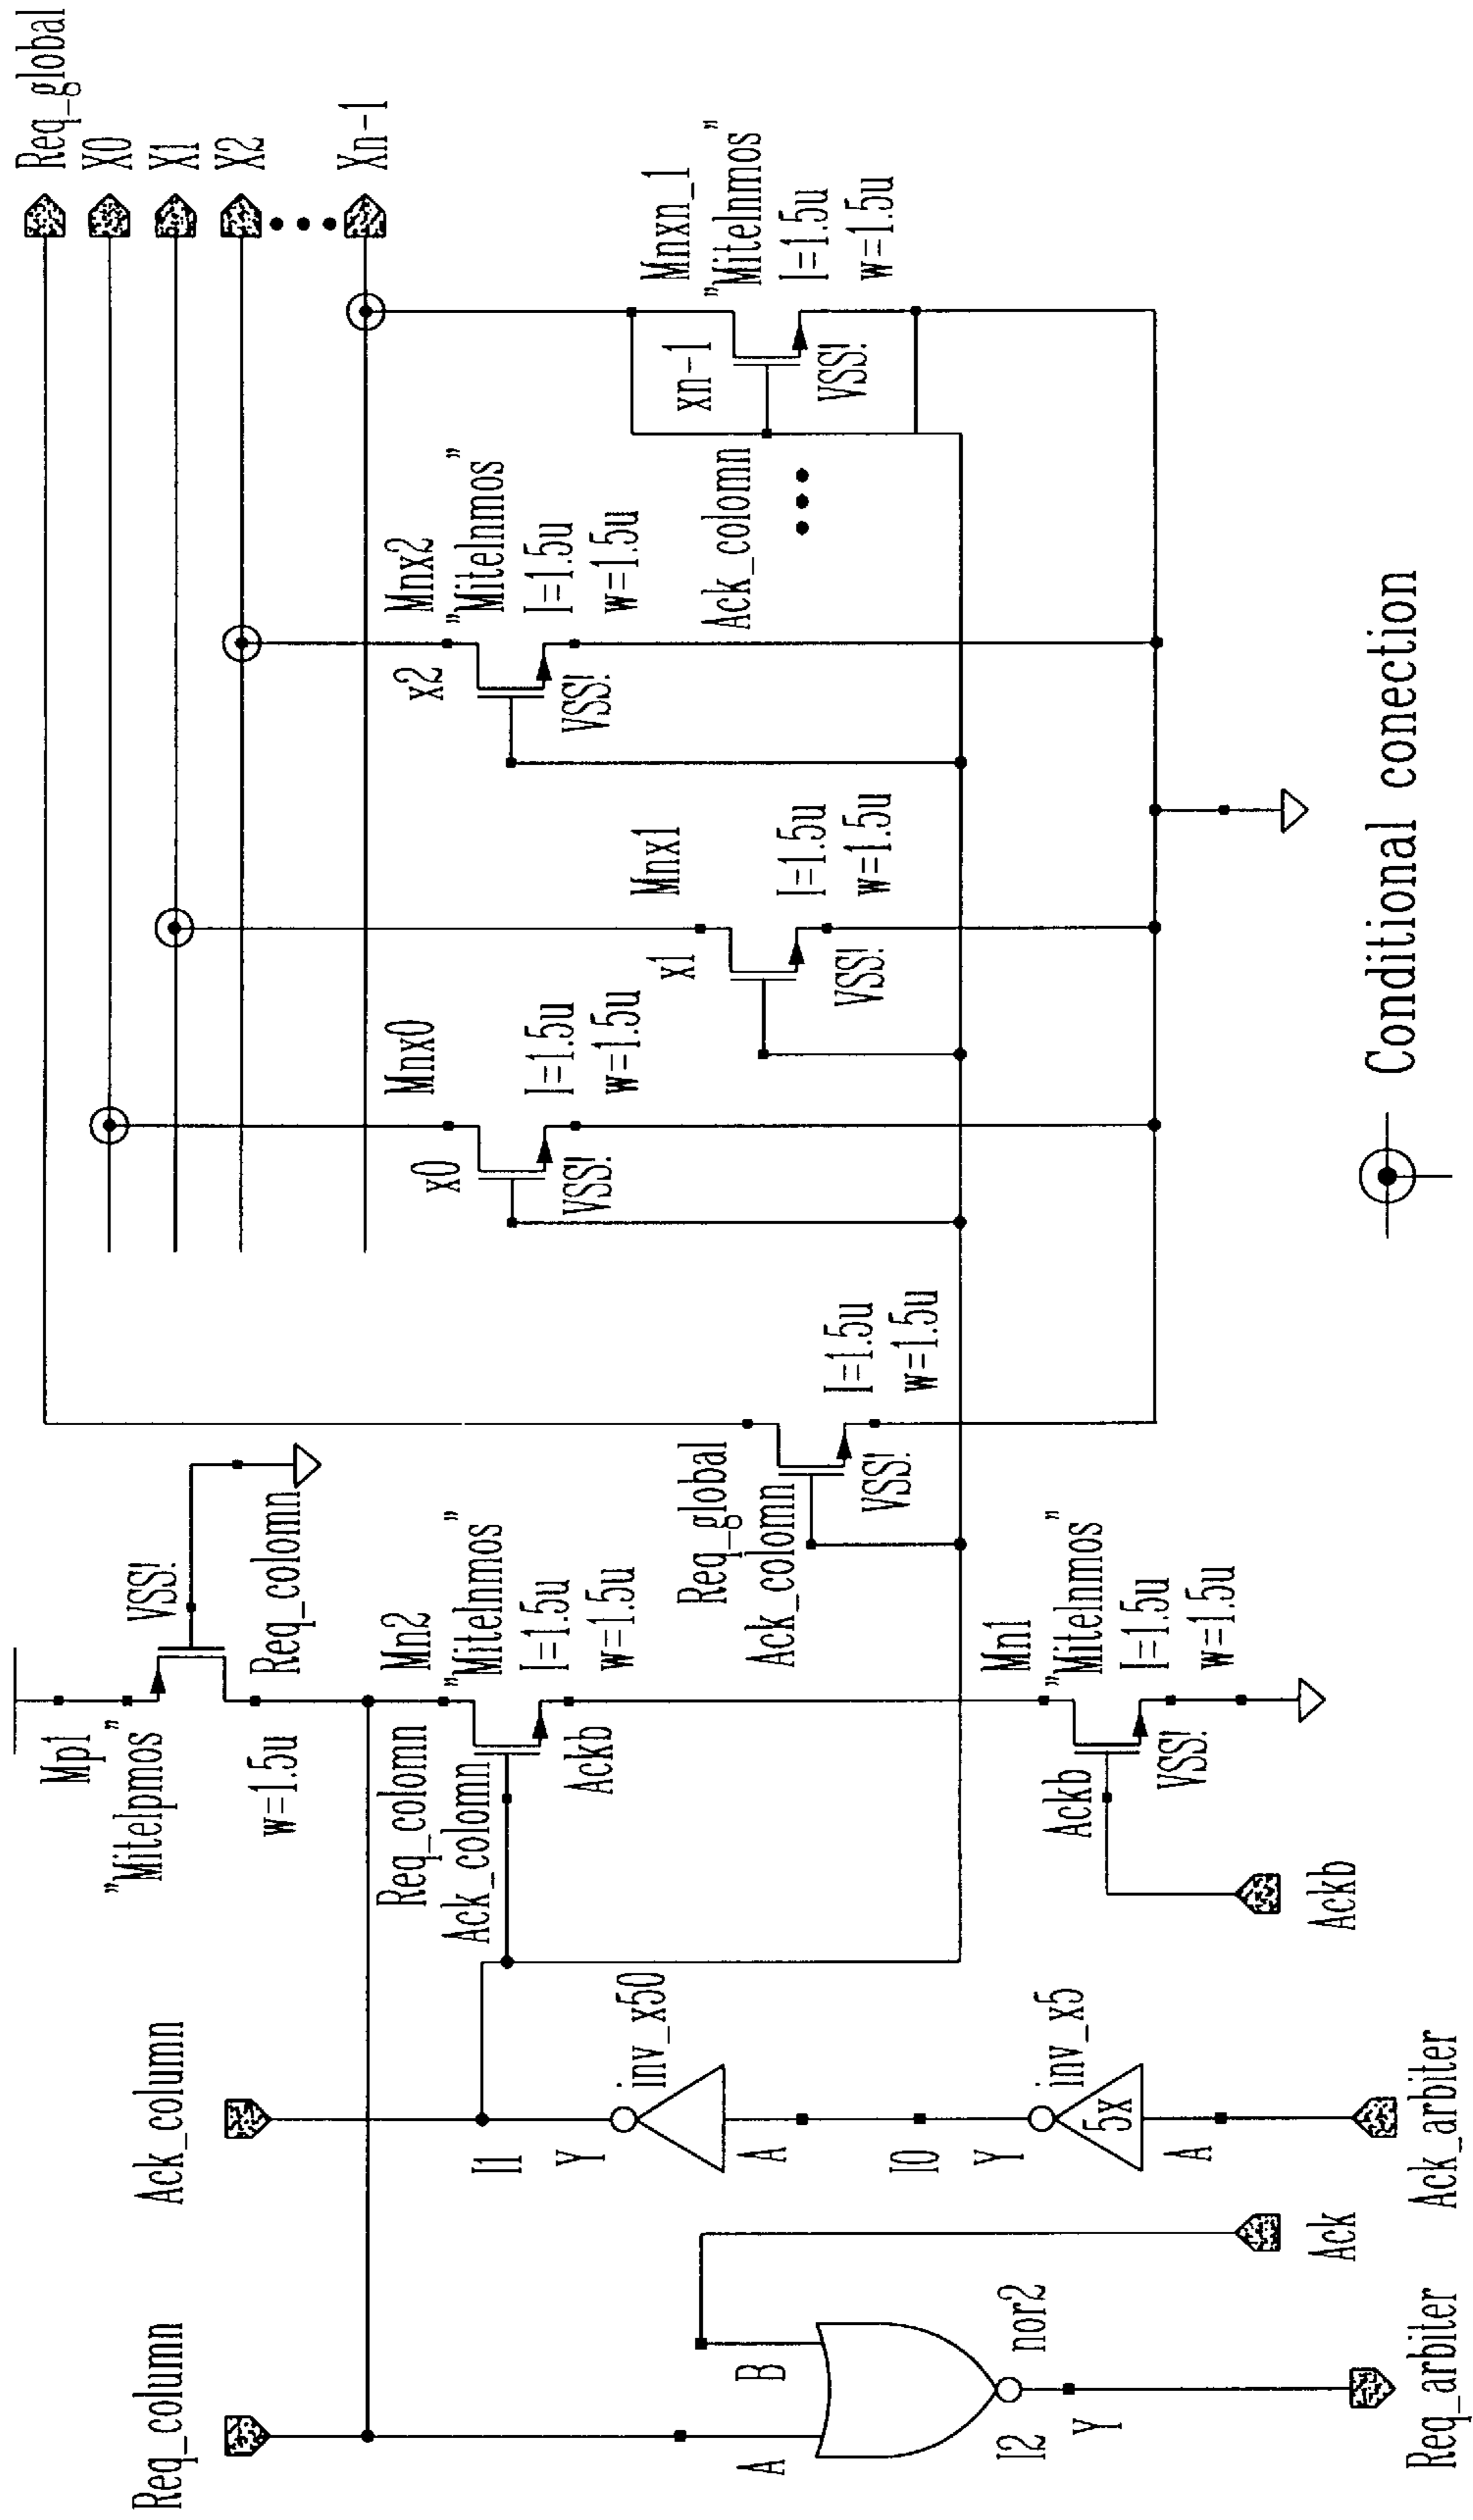 Req_column
Ack_column
Mp1
"Mitelpmos"
w=1.5u
VSS!
Req_colomn
Req_global
X0
X1
X2
Xn-1
Req_colomn
Ack_colomn
Mn2
"Mitelnmos"
l=1.5u
w=1.5u
Ackb
I1
Y
inv_x50
A
I0
Y
inv_x5
5x
A
B
A
I2
nor2
Y
Req_arbiter
Ack
Ack_arbiter
Ackb
Ackb
Mn1
"Mitelnmos"
l=1.5u
w=1.5u
VSS!
Req_global
Ack_colomn
l=1.5u
w=1.5u
VSS!
Mnx0
x0
l=1.5u
w=1.5u
VSS!
Mnx1
x1
l=1.5u
w=1.5u
VSS!
Mnx2
"Mitelnmos"
x2
l=1.5u
w=1.5u
VSS!
Ack_colomn
Mnxn_1
"Mitelnmos"
xn-1
l=1.5u
w=1.5u
VSS!
Conditional conection